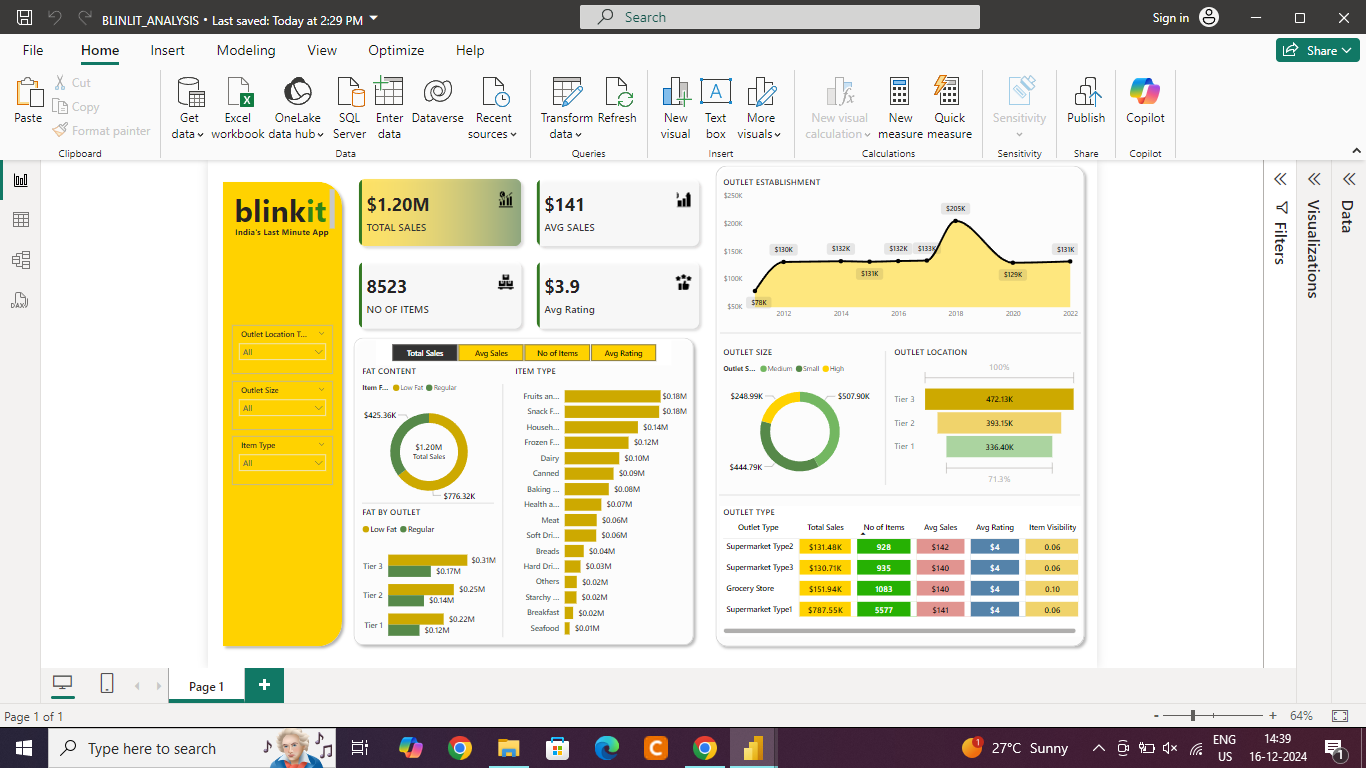 BLINLIT_ANALYSIS • Last saved: Today at 2:29 PM
Search
Sign in
File Home Insert Modeling View Optimize Help
Share
Paste
Cut
Copy
Format painter
Clipboard
Get data
Excel workbook
OneLake data hub
SQL Server
Enter data
Dataverse
Recent sources
Data
Transform data
Refresh
Queries
New visual
Text box
More visuals
Insert
New visual calculation
New measure
Quick measure
Calculations
Sensitivity
Sensitivity
Publish
Share
Copilot
Copilot
DAX
blinkit
India's Last Minute App
Outlet Location T...
All
Outlet Size
All
Item Type
All
$1.20M
TOTAL SALES
$141
AVG SALES
8523
NO OF ITEMS
$3.9
Avg Rating
Total Sales Avg Sales No of Items Avg Rating
FAT CONTENT
Item F... Low Fat Regular
$425.36K
$1.20M
Total Sales
$776.32K
FAT BY OUTLET
Low Fat Regular
Tier 3 $0.31M
$0.17M
Tier 2 $0.25M
$0.14M
Tier 1 $0.22M
$0.12M
ITEM TYPE
Fruits an... $0.18M
Snack F... $0.18M
Househ... $0.14M
Frozen F... $0.12M
Dairy $0.10M
Canned $0.09M
Baking ... $0.08M
Health a... $0.07M
Meat $0.06M
Soft Dri... $0.06M
Breads $0.04M
Hard Dri... $0.03M
Others $0.02M
Starchy ... $0.02M
Breakfast $0.02M
Seafood $0.01M
OUTLET ESTABLISHMENT
$250K
$200K
$150K
$100K
$50K
$78K
$130K
$132K
$131K
$132K
$133K
$205K
$129K
$131K
2012 2014 2016 2018 2020 2022
OUTLET SIZE
Outlet S... Medium Small High
$248.99K
$507.90K
$444.79K
OUTLET LOCATION
100%
Tier 3 472.13K
Tier 2 393.15K
Tier 1 336.40K
71.3%
OUTLET TYPE
Outlet Type Total Sales No of Items Avg Sales Avg Rating Item Visibility
Supermarket Type2 $131.48K 928 $142 $4 0.06
Supermarket Type3 $130.71K 935 $140 $4 0.06
Grocery Store $151.94K 1083 $140 $4 0.10
Supermarket Type1 $787.55K 5577 $141 $4 0.06
Filters
Visualizations
Data
Page 1
Page 1 of 1
- + 64%
Type here to search
1
27°C Sunny
ENG
US
14:39
16-12-2024
1